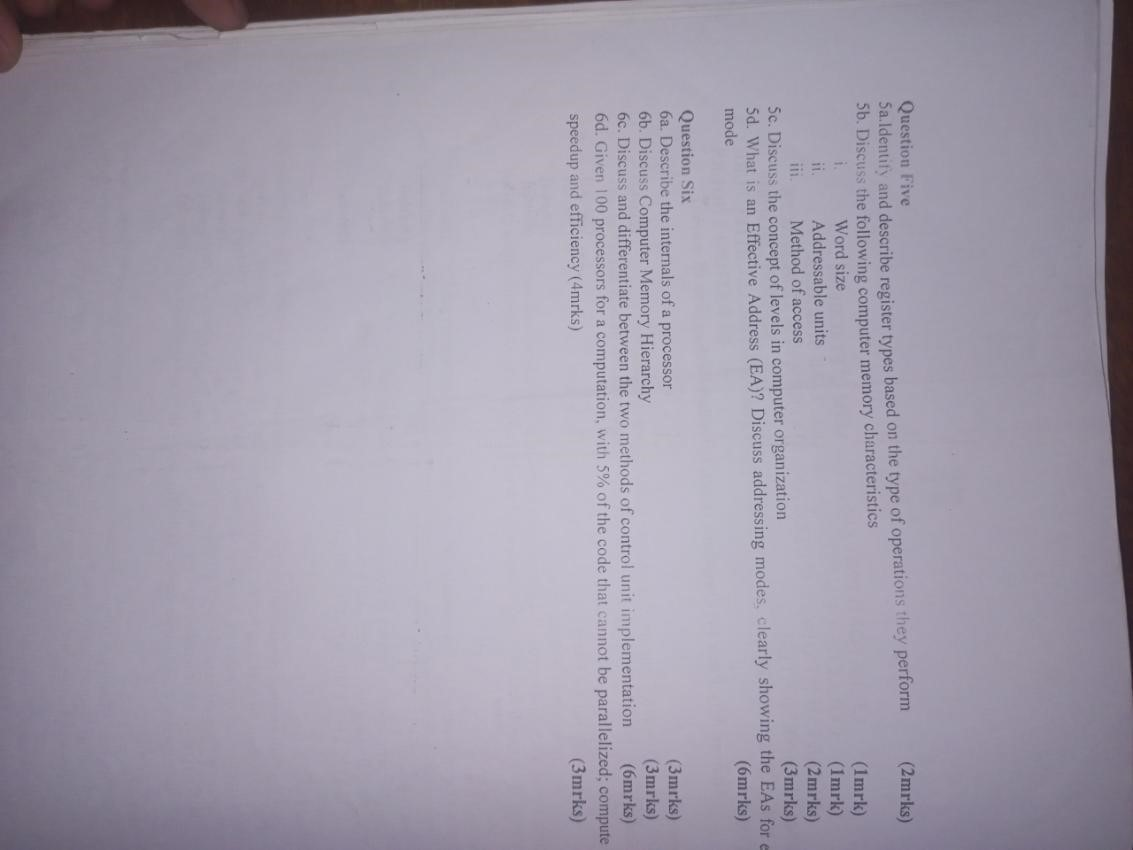 Question Five
5a.Identify and describe register types based on the type of operations they perform (2mrks)
5b. Discuss the following computer memory characteristics
i. Word size (1mrk)
ii. Addressable units (1mrk)
iii. Method of access (2mrks)
5c. Discuss the concept of levels in computer organization (3mrks)
5d. What is an Effective Address (EA)? Discuss addressing modes, clearly showing the EAs for
mode (6mrks)
Question Six
6a. Describe the internals of a processor (3mrks)
6b. Discuss Computer Memory Hierarchy (3mrks)
6c. Discuss and differentiate between the two methods of control unit implementation (6mrks)
6d. Given 100 processors for a computation, with 5% of the code that cannot be parallelized; compute
speedup and efficiency (4mrks) (3mrks)